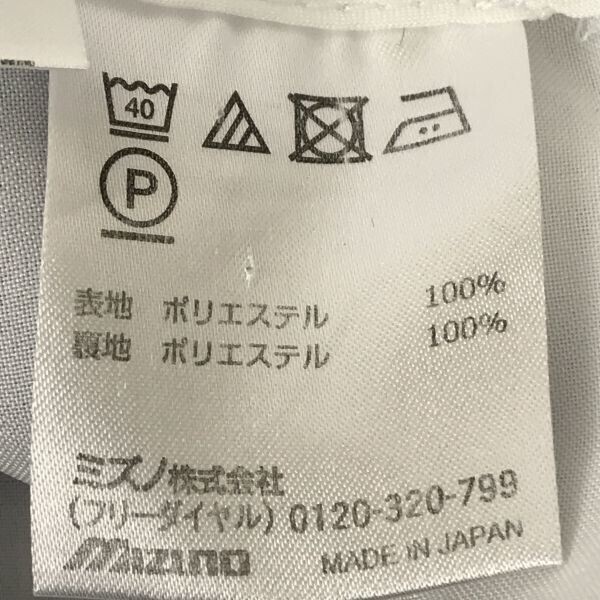 40
P
表地 ポリエステル 100%
裏地 ポリエステル 100%
ミズノ株式会社
(フリーダイヤル) 0120-320-799
mizuno MADE IN JAPAN